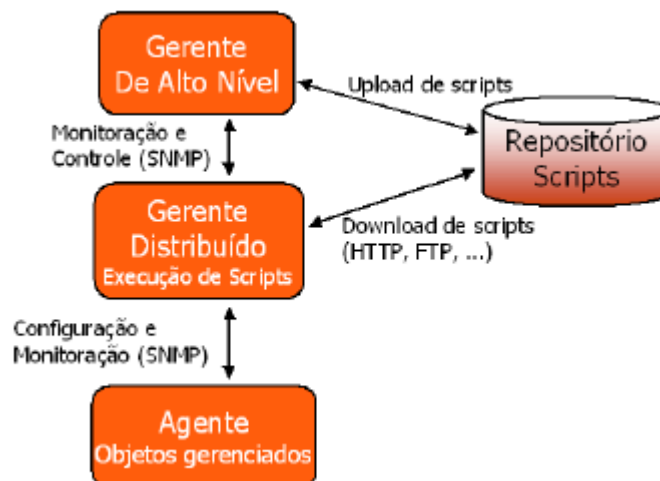 Gerente
De Alto Nível
Upload de scripts
Monitoração e
Controle (SNMP)
Repositório
Scripts
Gerente
Distribuído
Execução de Scripts
Download de scripts
(HTTP, FTP, ...)
Configuração e
Monitoração (SNMP)
Agente
Objetos gerenciados